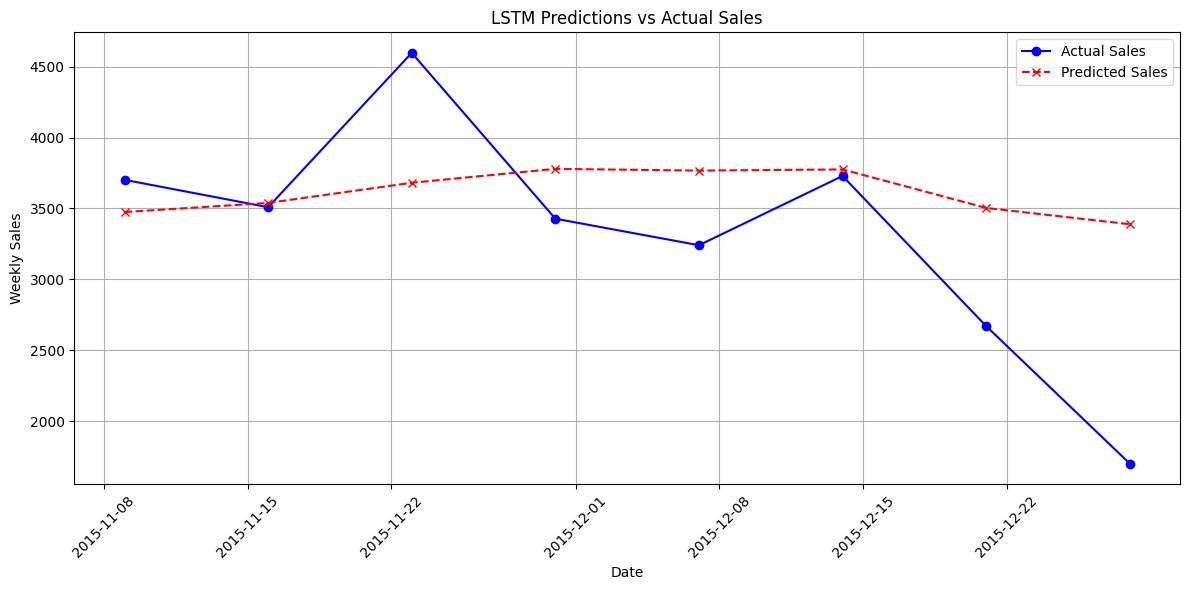 LSTM Predictions vs Actual Sales
Actual Sales
Predicted Sales
Weekly Sales
4500
4000
3500
3000
2500
2000
2015-11-08
2015-11-15
2015-11-22
2015-12-01
2015-12-08
2015-12-15
2015-12-22
Date